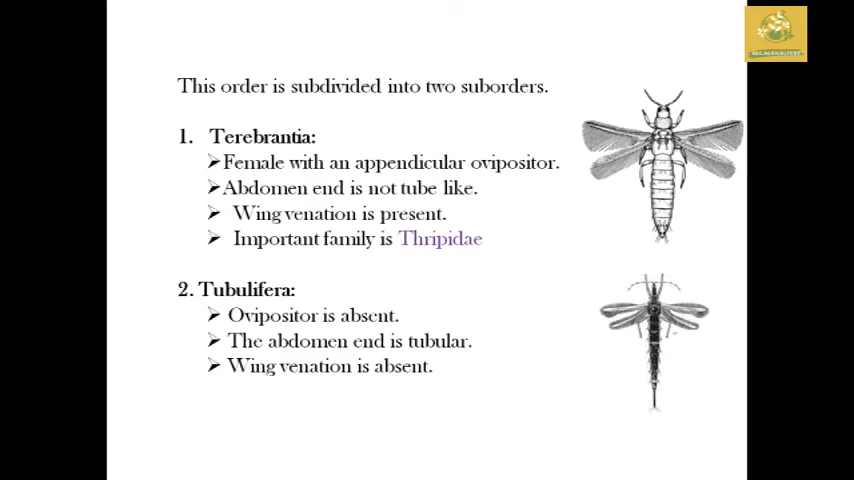 This order is subdivided into two suborders.
1. Terebrantia:
➢Female with an appendicular ovipositor.
➢Abdomen end is not tube like.
➢ Wing venation is present.
➢ Important family is Thripidae
2. Tubulifera:
➢ Ovipositor is absent.
➢ The abdomen end is tubular.
➢ Wing venation is absent.